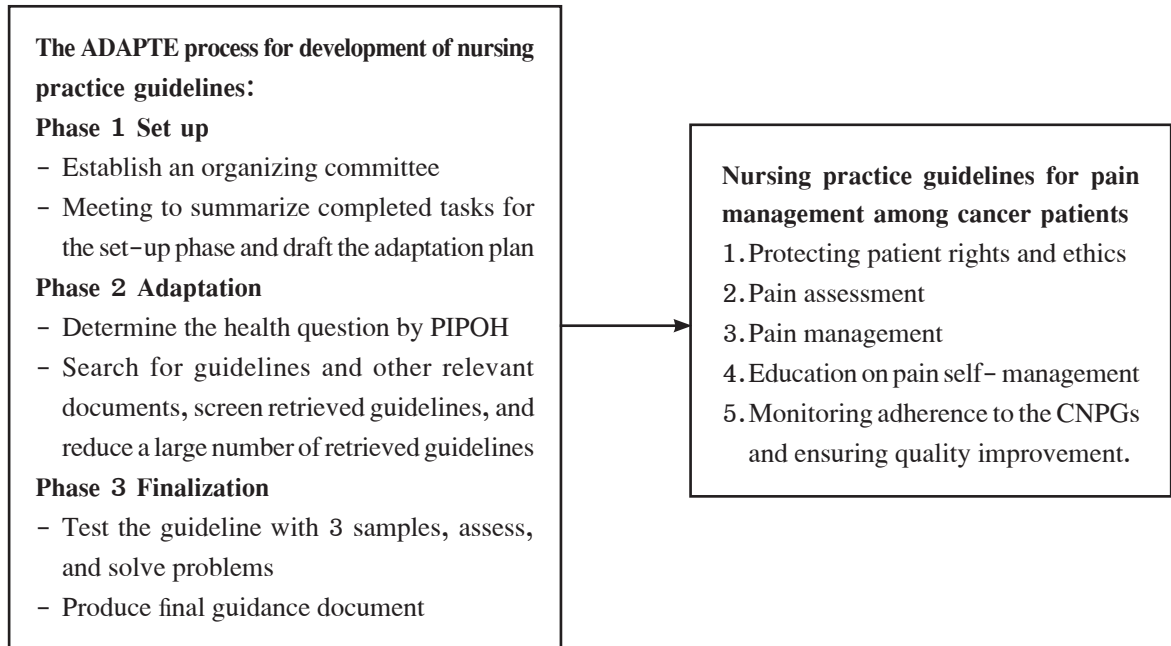 The ADAPTE process for development of nursing
practice guidelines:
Phase 1 Set up
- Establish an organizing committee
- Meeting to summarize completed tasks for
the set-up phase and draft the adaptation plan
Phase 2 Adaptation
- Determine the health question by PIPOH
- Search for guidelines and other relevant
documents, screen retrieved guidelines, and
reduce a large number of retrieved guidelines
Phase 3 Finalization
- Test the guideline with 3 samples, assess,
and solve problems
- Produce final guidance document
Nursing practice guidelines for pain
management among cancer patients
1. Protecting patient rights and ethics
2. Pain assessment
3. Pain management
4. Education on pain self- management
5. Monitoring adherence to the CNPGs
and ensuring quality improvement.